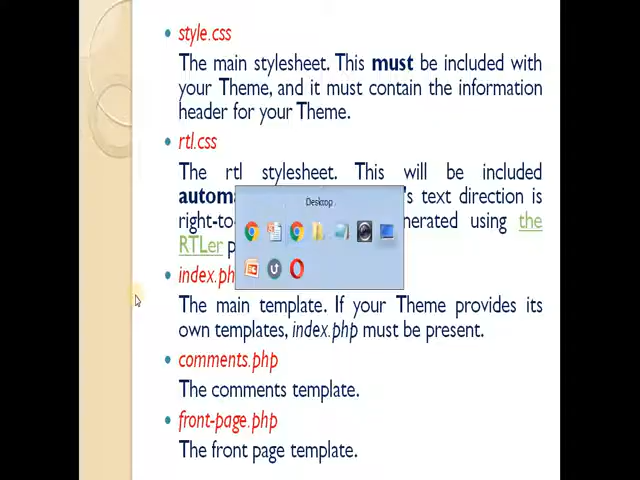 style.css
The main stylesheet. This must be included with
your Theme, and it must contain the information
header for your Theme.
rtl.css
The rtl stylesheet. This will be included
's text direction is
right-to- nerated using the
RTLer
Desktop
index.ph
The main template. If your Theme provides its
own templates, index.php must be present.
comments.php
The comments template.
front-page.php
The front page template.